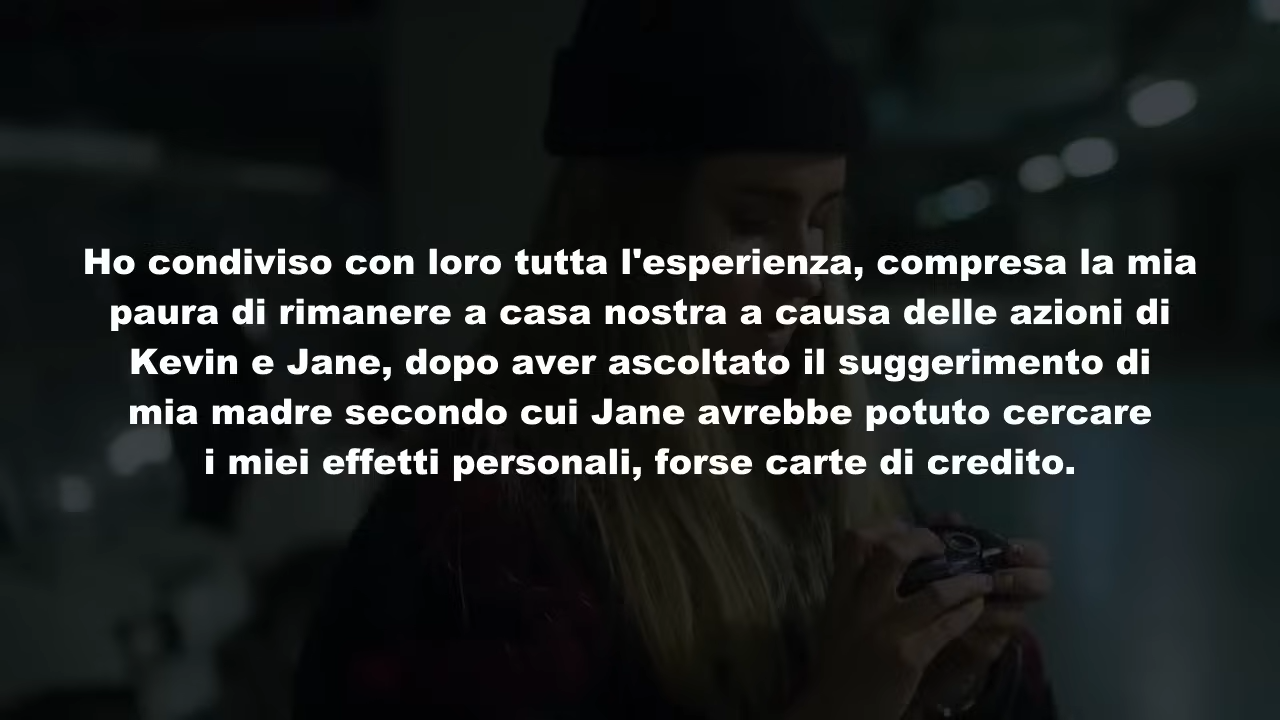 Ho condiviso con loro tutta l'esperienza, compresa la mia
paura di rimanere a casa nostra a causa delle azioni di
Kevin e Jane, dopo aver ascoltato il suggerimento di
mia madre secondo cui Jane avrebbe potuto cercare
i miei effetti personali, forse carte di credito.